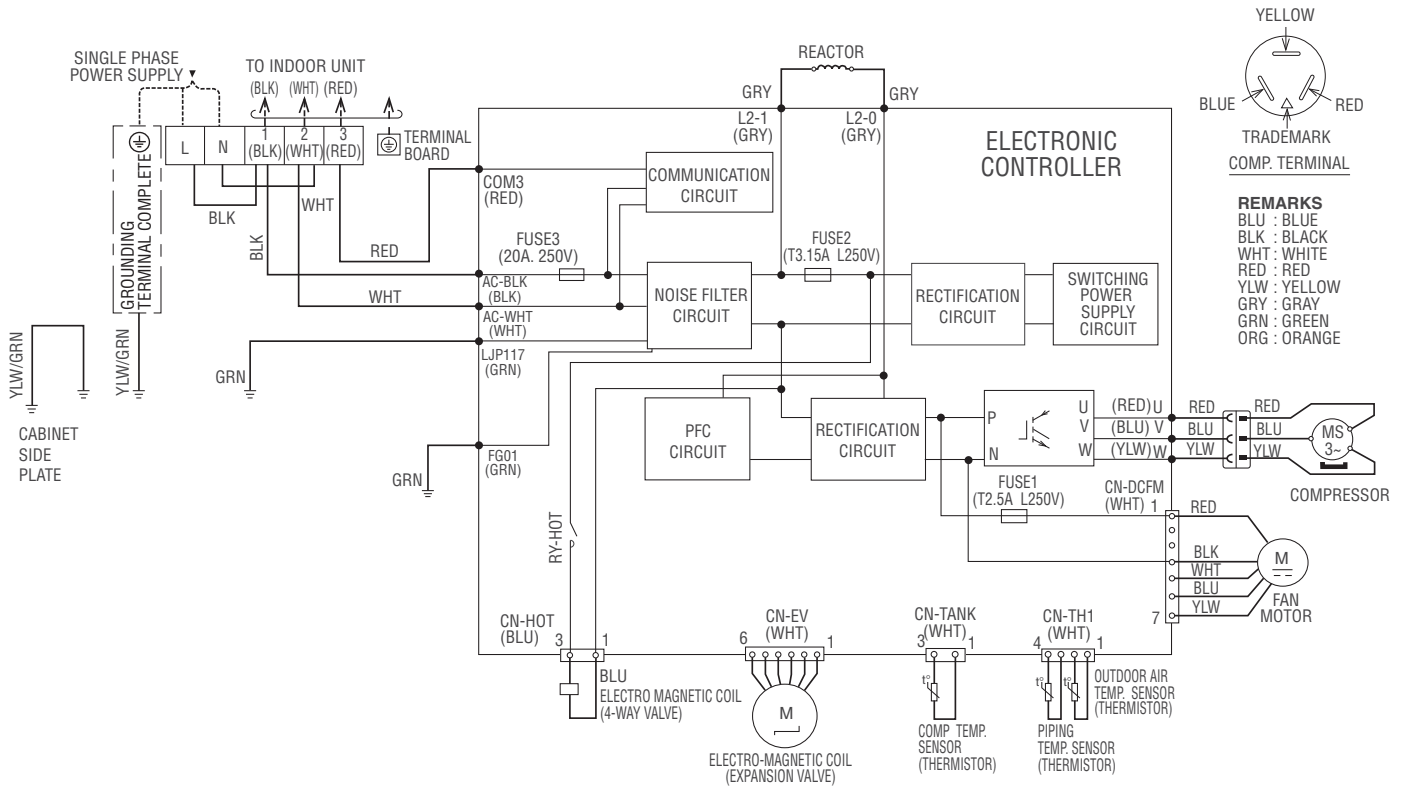 SINGLE PHASE
POWER SUPPLY
TO INDOOR UNIT
(BLK) (WHT) (RED)
L
N
1
(BLK)
2
(WHT)
3
(RED)
TERMINAL
BOARD
GROUNDING
TERMINAL COMPLETE
BLK
WHT
BLK
RED
WHT
YLW/GRN
YLW/GRN
GRN
GRN
CABINET
SIDE
PLATE
REACTOR
GRY
GRY
L2-1
(GRY)
L2-0
(GRY)
ELECTRONIC
CONTROLLER
COM3
(RED)
COMMUNICATION
CIRCUIT
FUSE3
(20A. 250V)
FUSE2
(T3.15A L250V)
AC-BLK
(BLK)
AC-WHT
(WHT)
LJP117
(GRN)
FG01
(GRN)
NOISE FILTER
CIRCUIT
RECTIFICATION
CIRCUIT
SWITCHING
POWER
SUPPLY
CIRCUIT
PFC
CIRCUIT
RECTIFICATION
CIRCUIT
P
N
U
V
W
(RED) U
(BLU) V
(YLW) W
RED
BLU
YLW
RED
BLU
YLW
MS
3~
COMPRESSOR
FUSE1
(T2.5A L250V)
CN-DCFM
(WHT) 1
7
RED
BLK
WHT
BLU
YLW
M
FAN
MOTOR
RY-HOT
CN-HOT
(BLU)
3
1
BLU
ELECTRO MAGNETIC COIL
(4-WAY VALVE)
CN-EV
(WHT)
6
1
M
ELECTRO-MAGNETIC COIL
(EXPANSION VALVE)
CN-TANK
(WHT)
3
1
t°
COMP TEMP.
SENSOR
(THERMISTOR)
CN-TH1
(WHT)
4
1
t°
t°
PIPING
TEMP. SENSOR
(THERMISTOR)
OUTDOOR AIR
TEMP. SENSOR
(THERMISTOR)
YELLOW
BLUE
RED
TRADEMARK
COMP. TERMINAL
REMARKS
BLU : BLUE
BLK : BLACK
WHT : WHITE
RED : RED
YLW : YELLOW
GRY : GRAY
GRN : GREEN
ORG : ORANGE